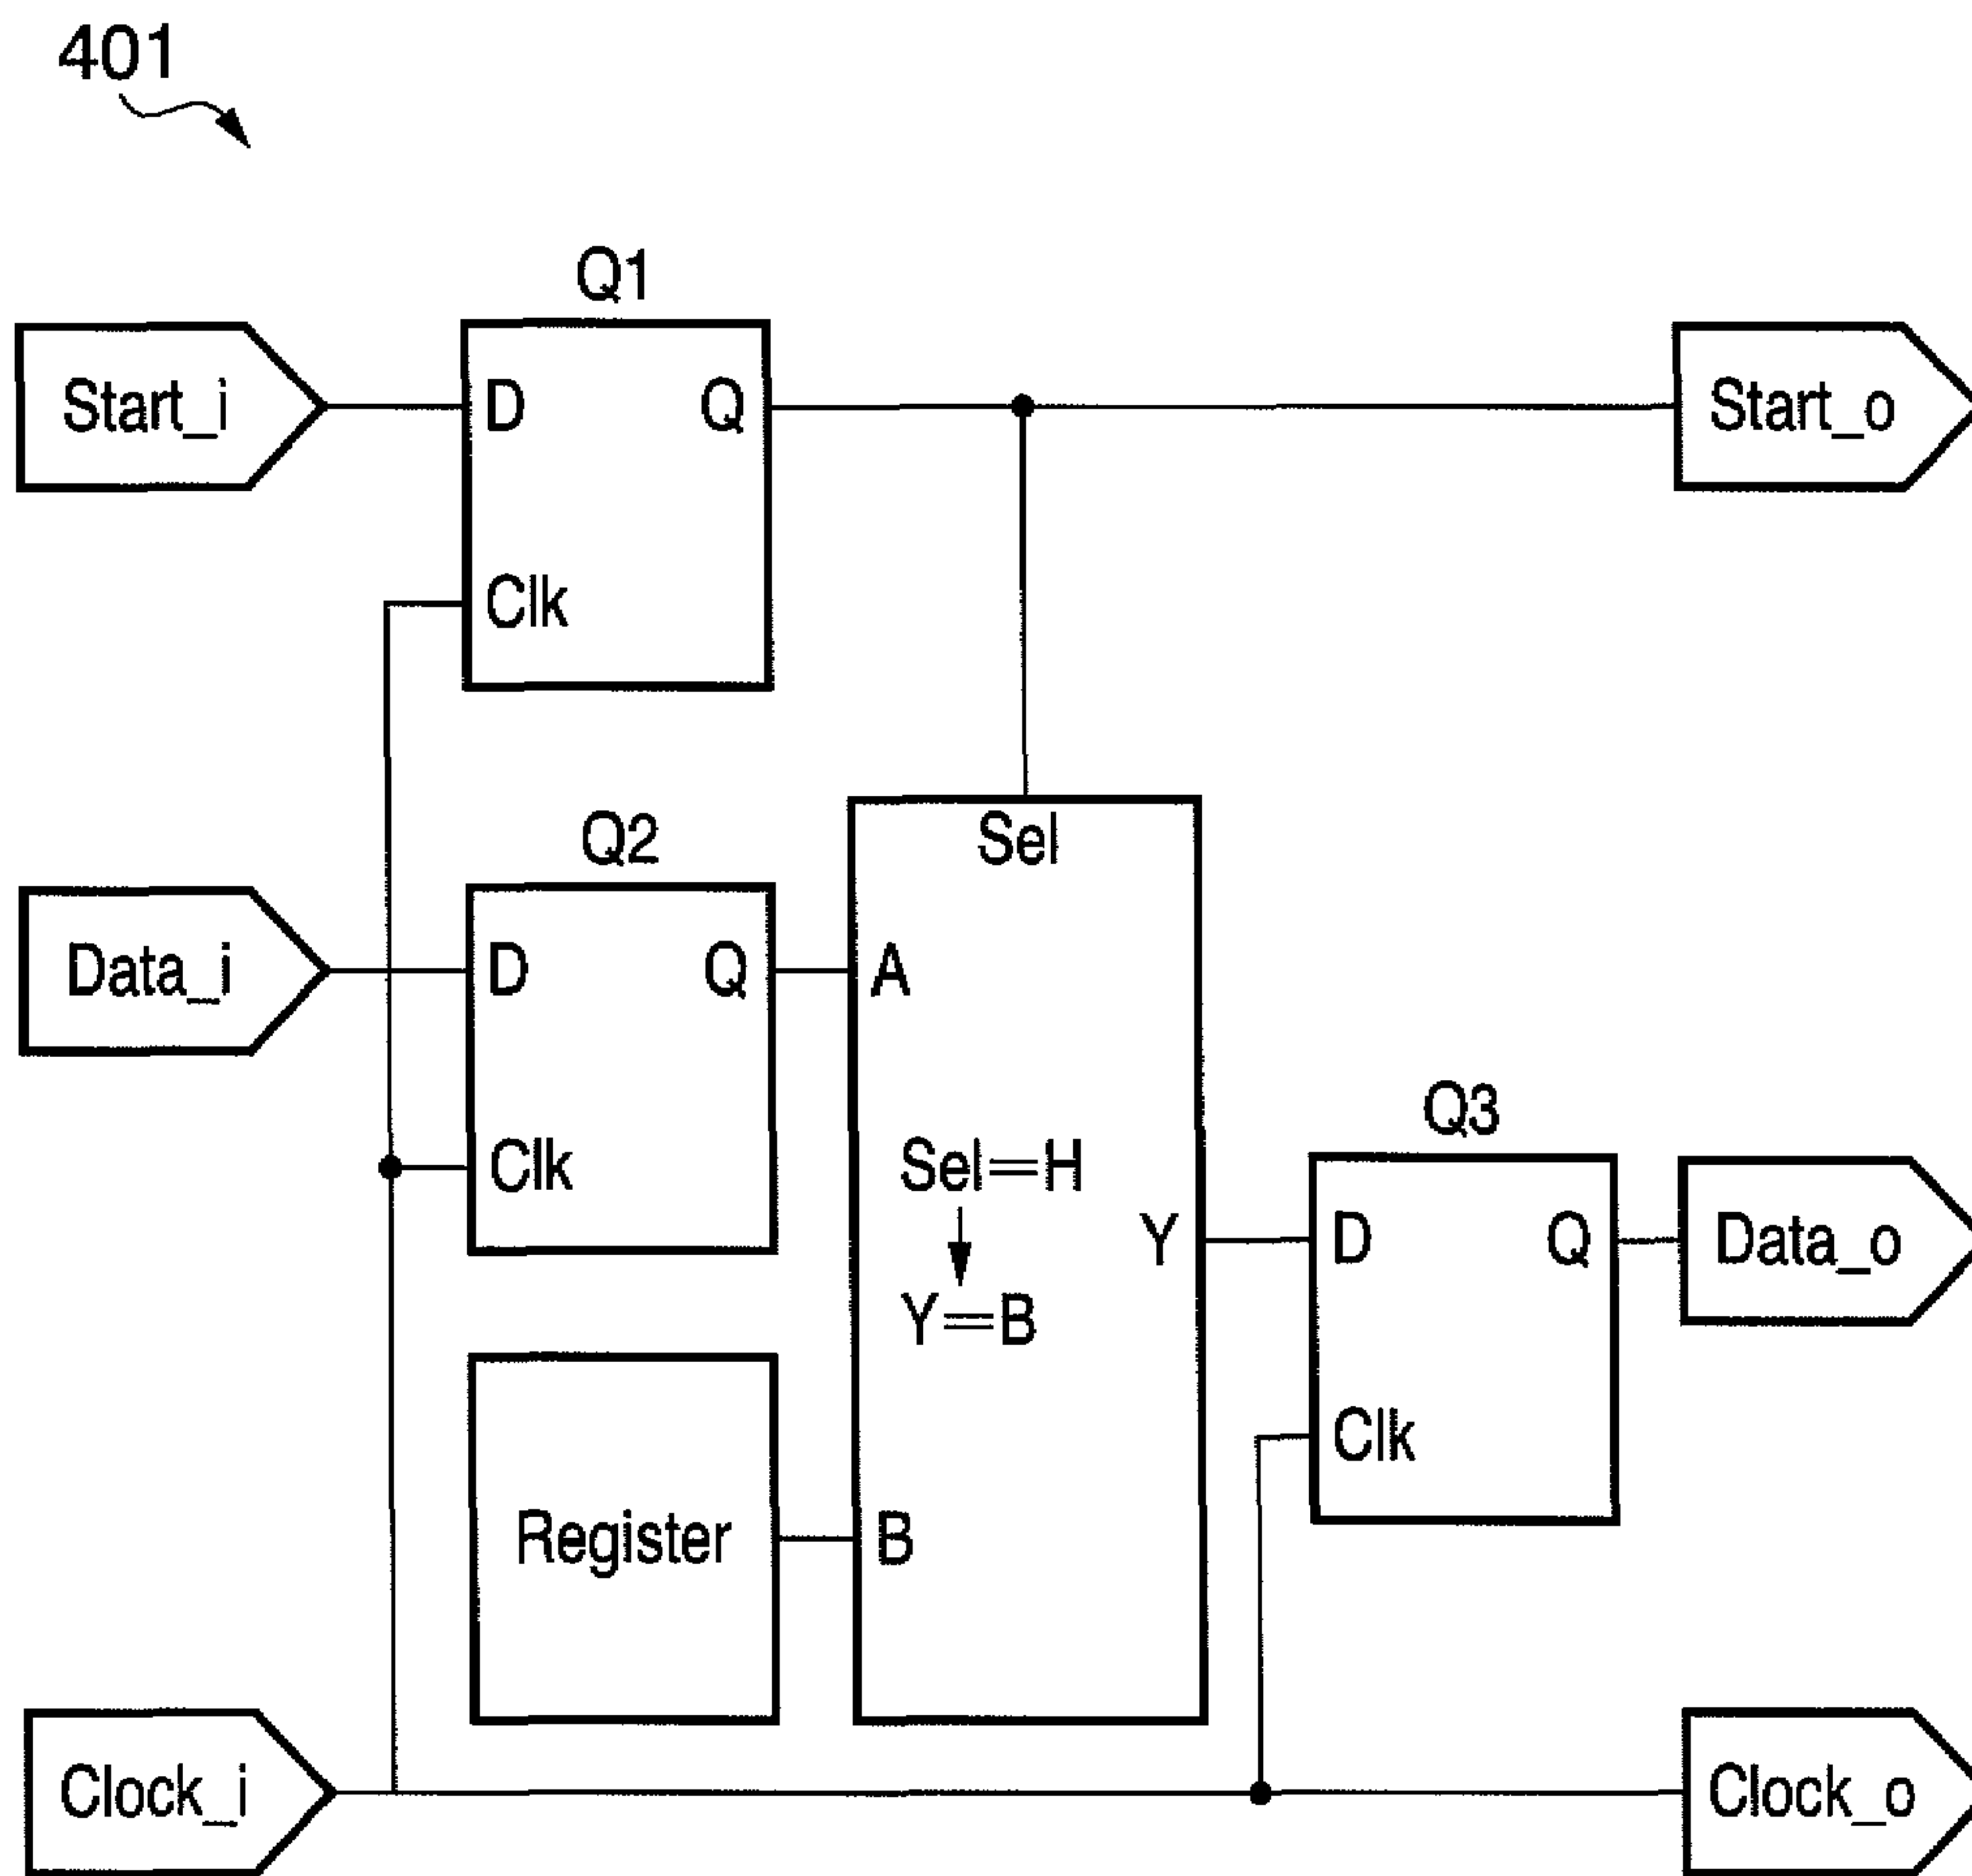 401
Q1
Start_i
D
Q
Start_o
Clk
Q2
Sel
Data_i
D
Q
A
Clk
Sel=H
Y=B
Y
Q3
D
Q
Data_o
Clk
Register
B
Clock_i
Clock_o